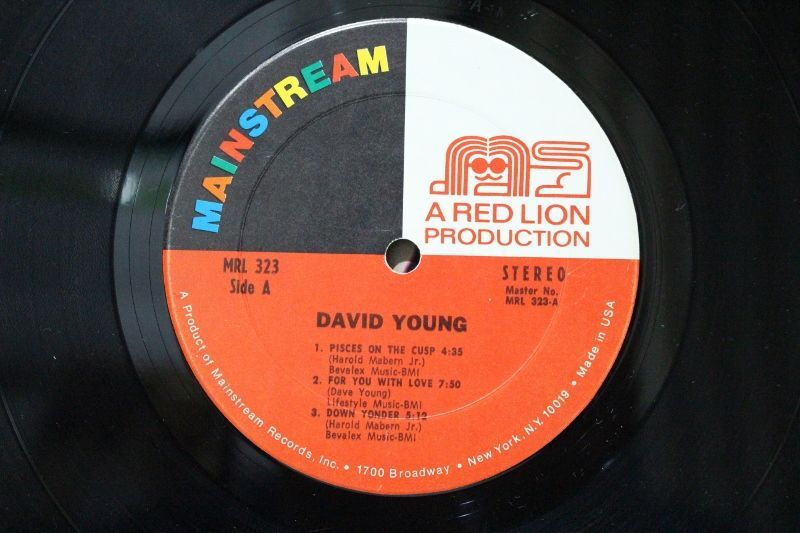 MAINSTREAM
A RED LION
PRODUCTION
MRL 323
Side A
STEREO
Master No.
MRL 323-A
DAVID YOUNG
1. PISCES ON THE CUSP 4:35
(Harold Mabern Jr.)
Bevalex Music-BMI
2. FOR YOU WITH LOVE 7:50
(Dave Young)
Lifestyle Music-BMI
3. DOWN YONDER 5:12
(Harold Mabern Jr.)
Bevalex Music-BMI
A Product of Mainstream Records, Inc. • 1700 Broadway • New York, N.Y. 10019 • Made in USA